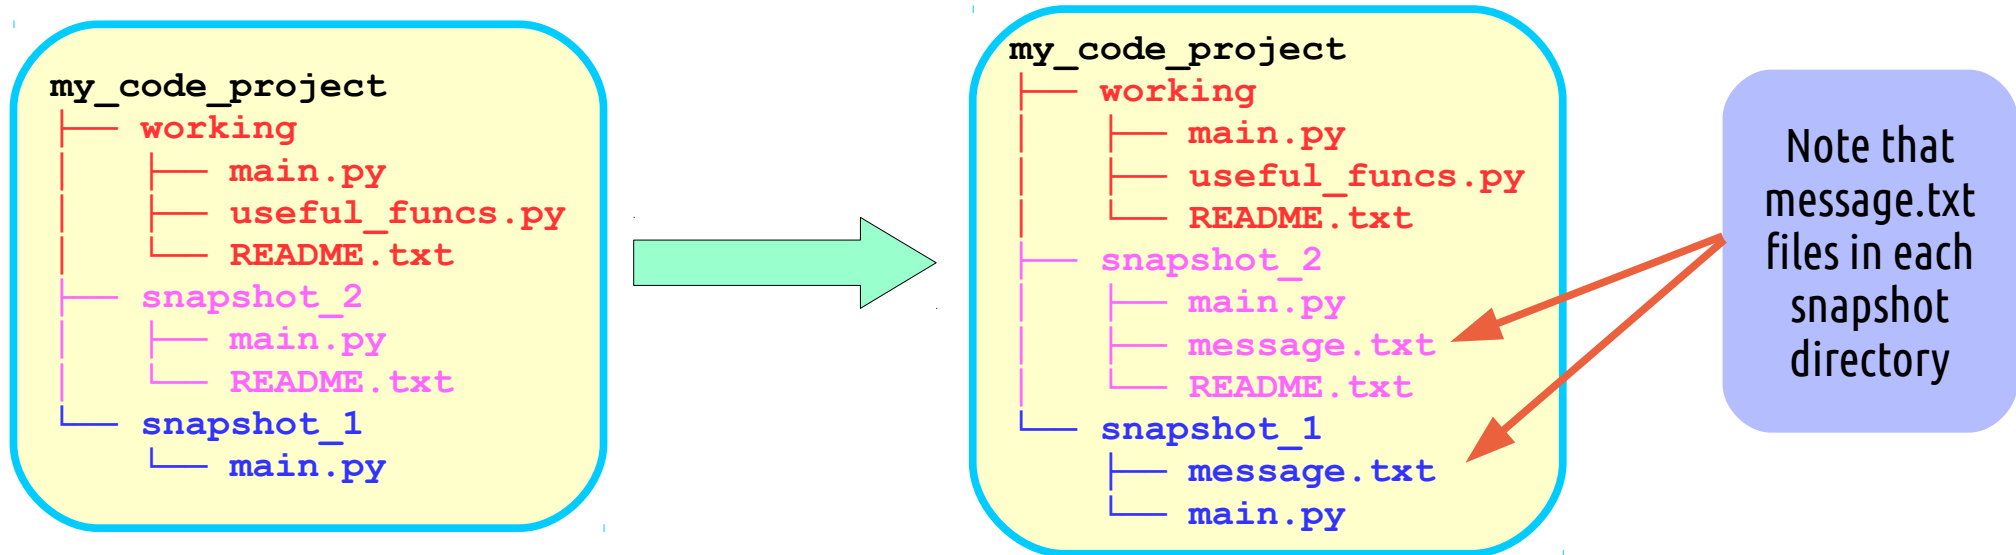 my_code_project
├── working
│   ├── main.py
│   ├── useful_funcs.py
│   └── README.txt
├── snapshot_2
│   ├── main.py
│   └── README.txt
└── snapshot_1
    └── main.py
my_code_project
├── working
│   ├── main.py
│   ├── useful_funcs.py
│   └── README.txt
├── snapshot_2
│   ├── main.py
│   ├── message.txt
│   └── README.txt
└── snapshot_1
    ├── message.txt
    └── main.py
Note that
message.txt
files in each
snapshot
directory